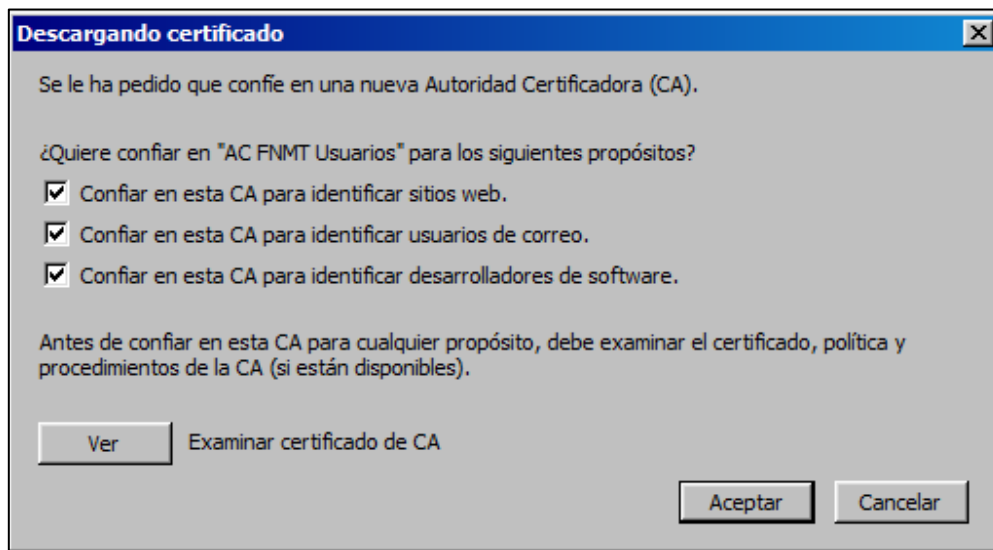 Descargando certificado
Se le ha pedido que confíe en una nueva Autoridad Certificadora (CA).
¿Quiere confiar en "AC FNMT Usuarios" para los siguientes propósitos?
Confiar en esta CA para identificar sitios web.
Confiar en esta CA para identificar usuarios de correo.
Confiar en esta CA para identificar desarrolladores de software.
Antes de confiar en esta CA para cualquier propósito, debe examinar el certificado, política y
procedimientos de la CA (si están disponibles).
Ver Examinar certificado de CA
Aceptar Cancelar